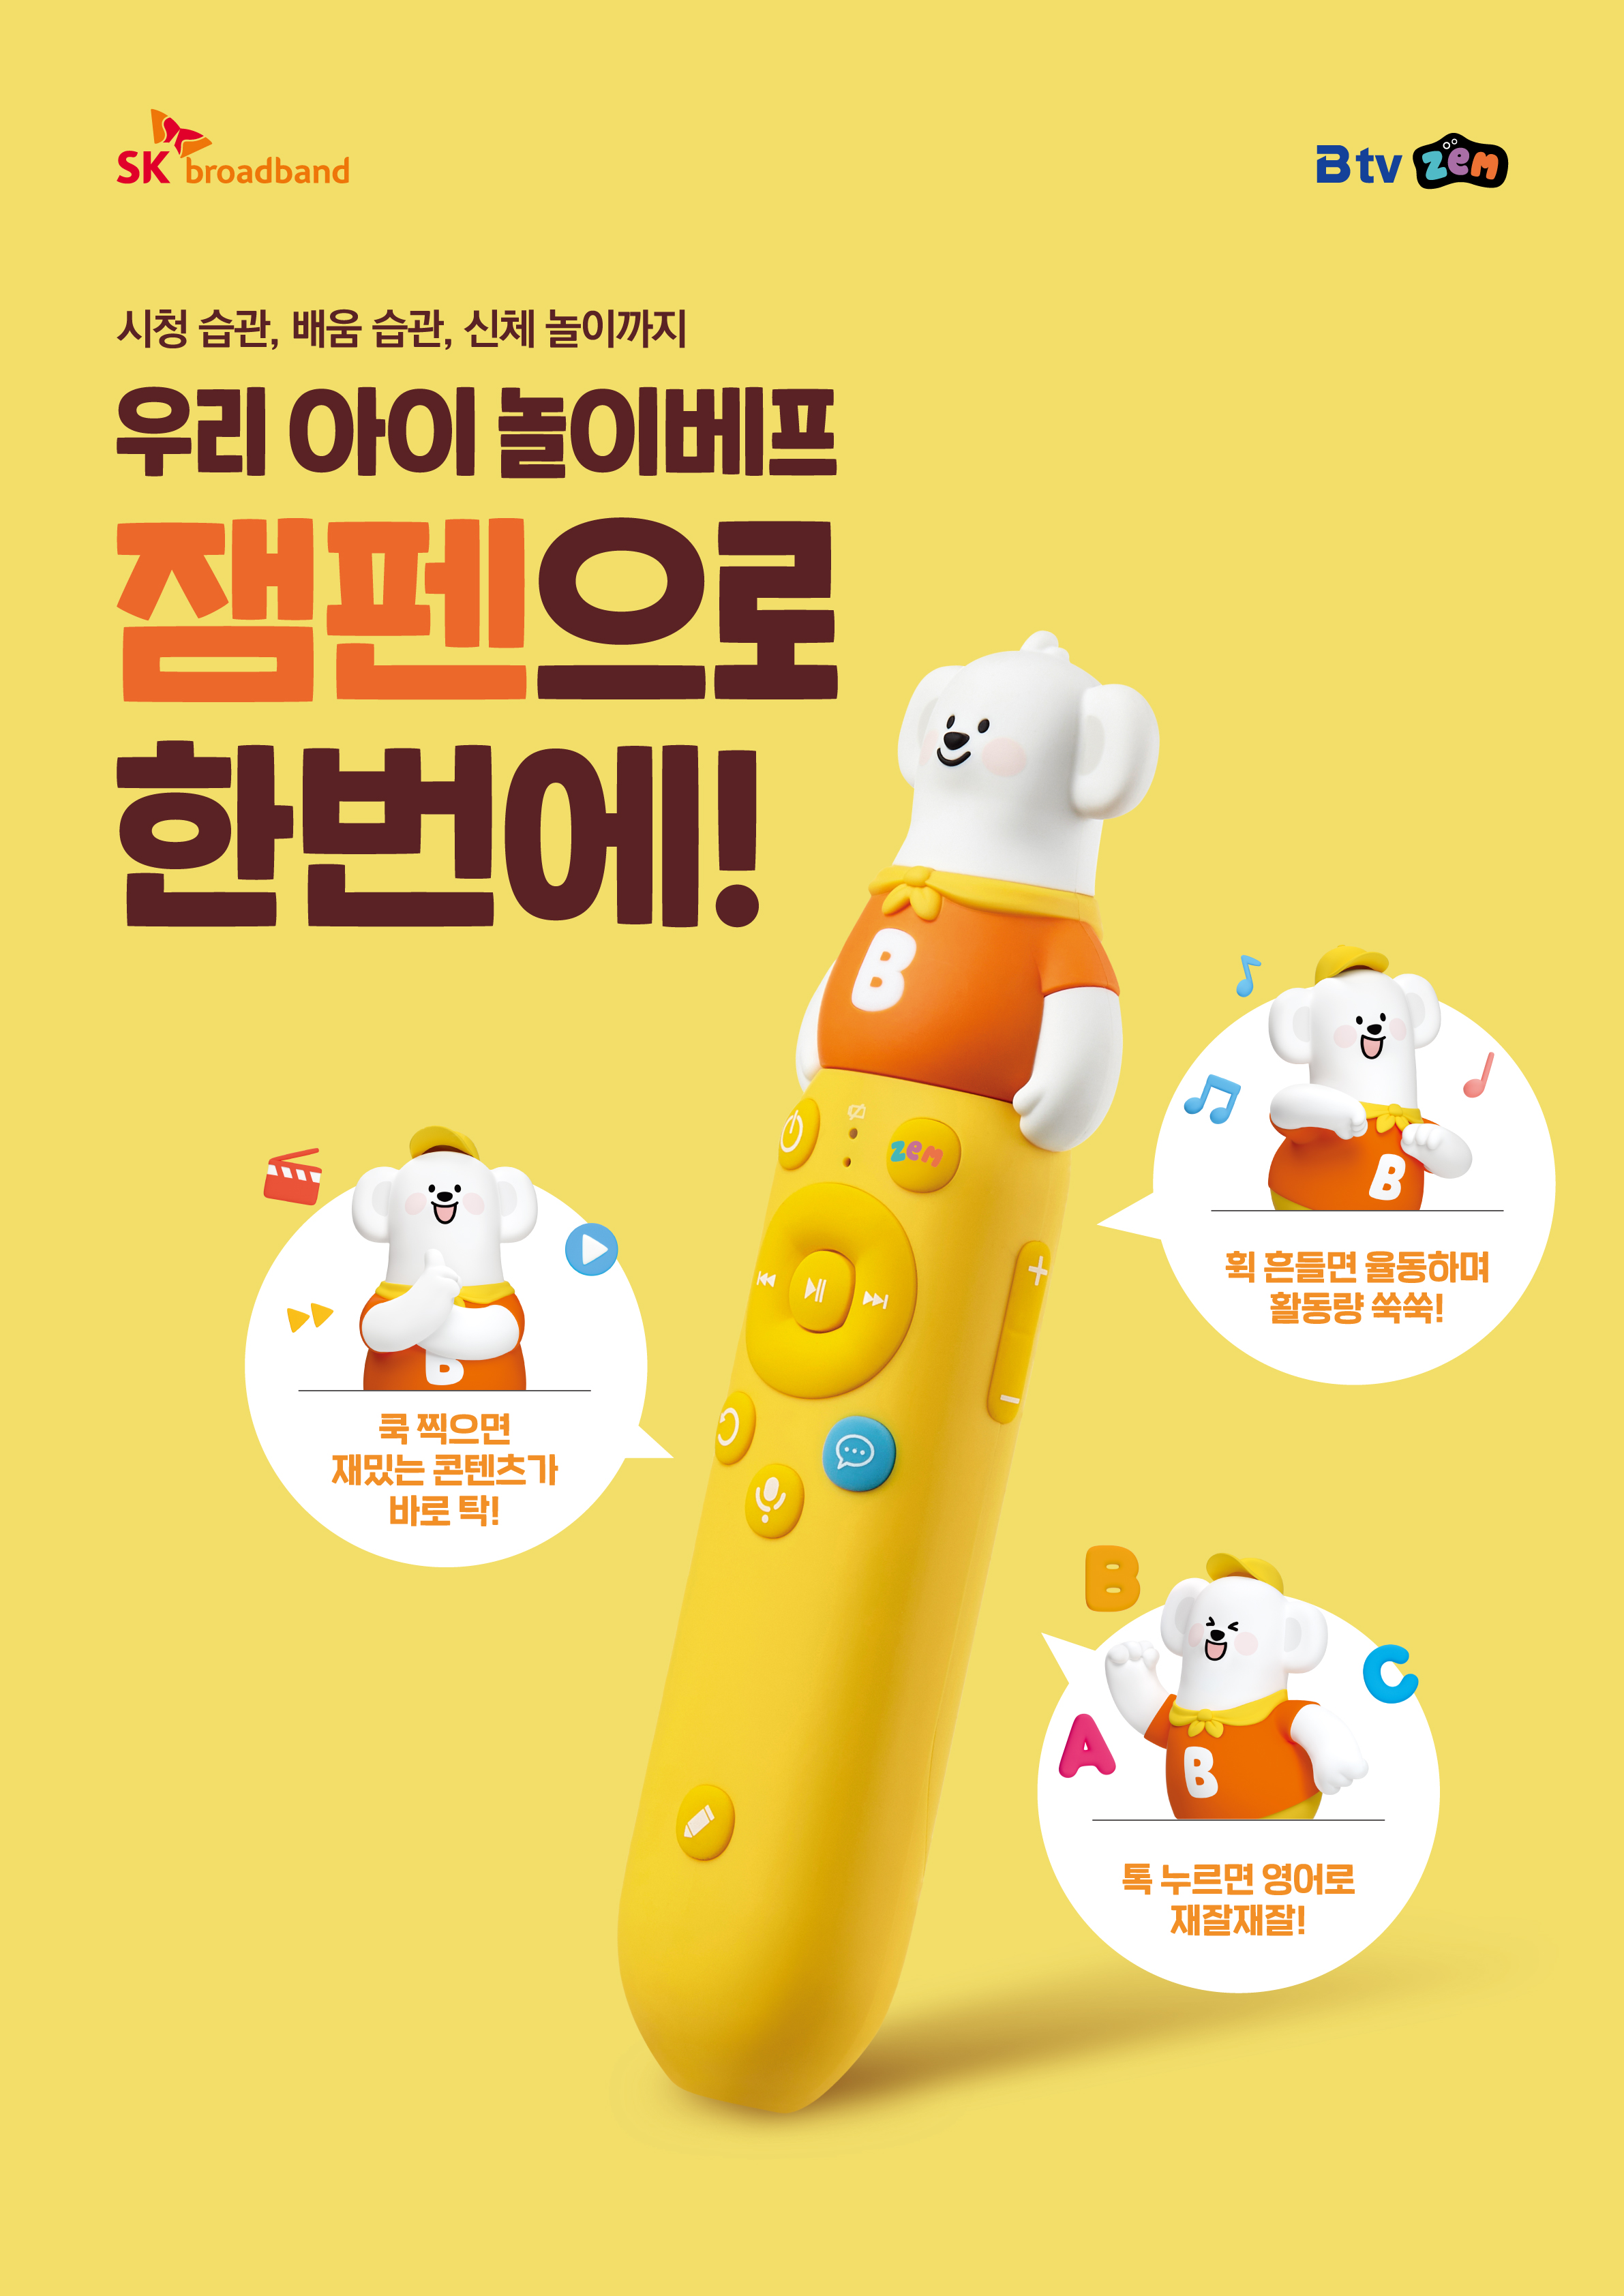 SK broadband
B tv zem
시청 습관, 배움 습관, 신체 놀이까지
우리 아이 놀이베프
잼펜으로
한번에!
B
zem
B
휙 흔들면 율동하며
활동량 쑥쑥!
B
쿡 찍으면
재밌는 콘텐츠가
바로 탁!
B
A
C
B
톡 누르면 영어로
재잘재잘!